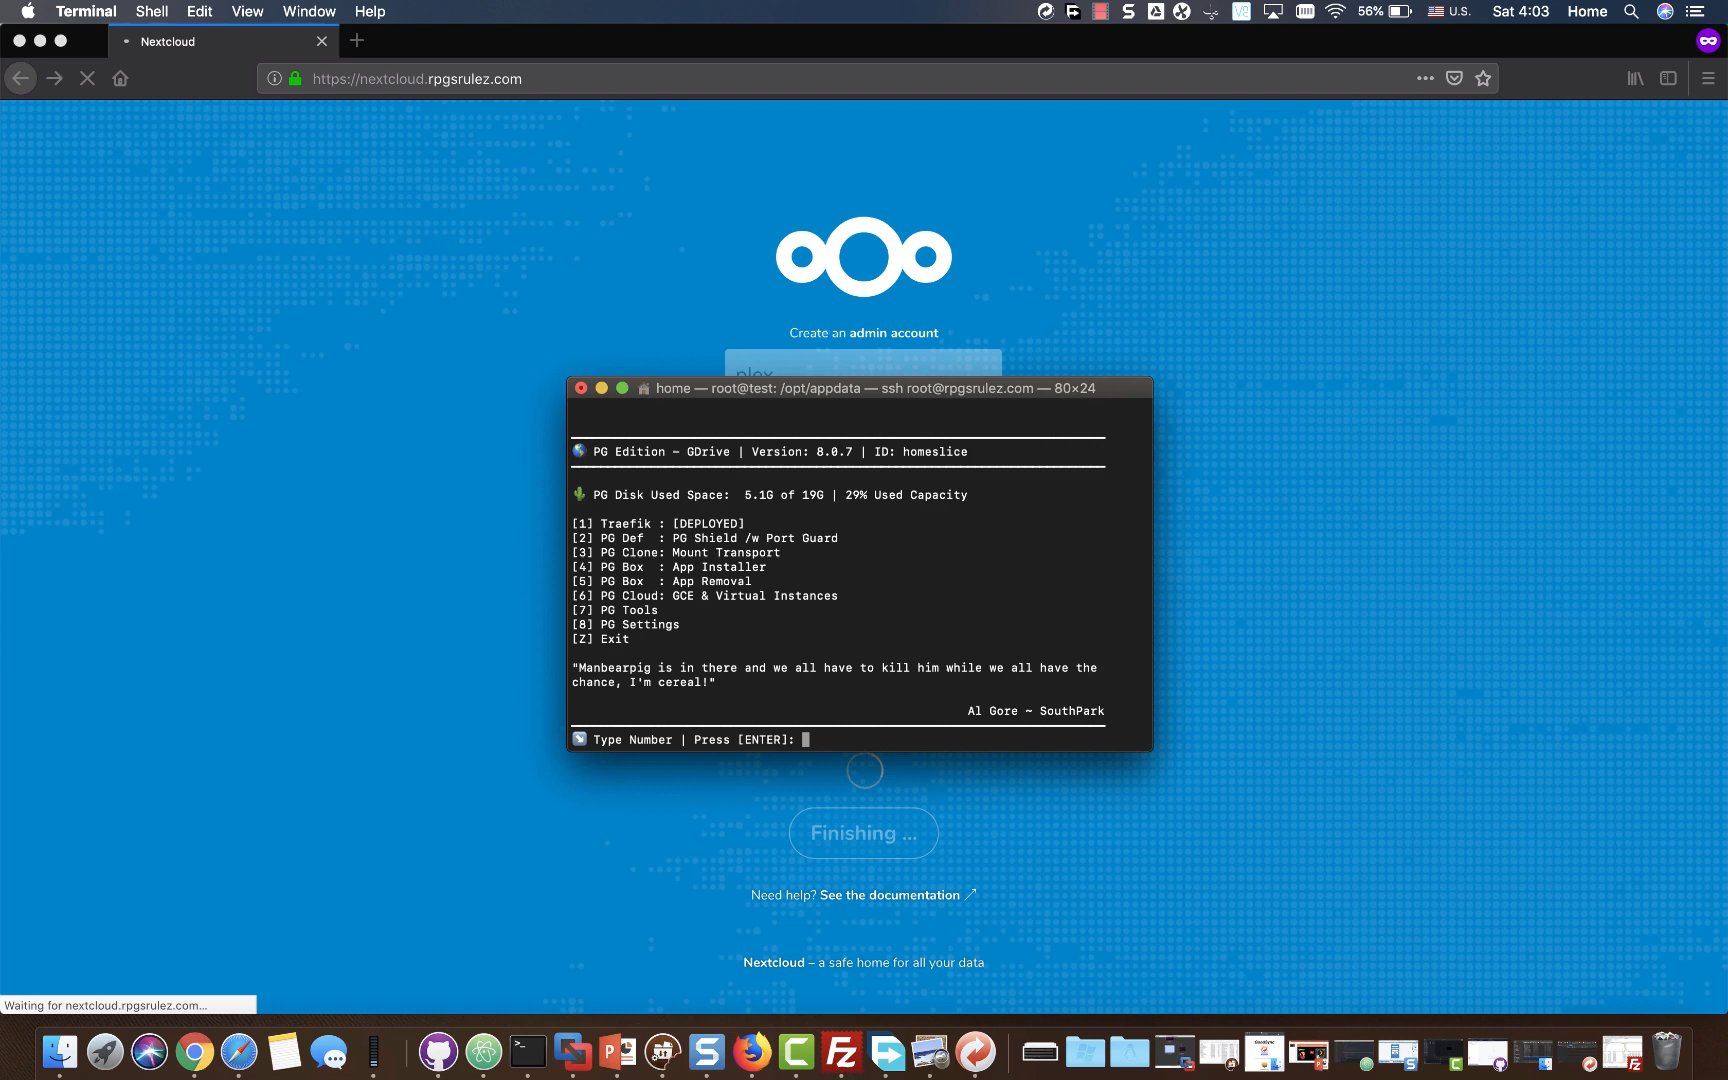 Terminal Shell Edit View Window Help
56% U.S. Sat 4:03 Home
Nextcloud
https://nextcloud.rpgsrulez.com
Create an admin account
plex
home — root@test: /opt/appdata — ssh root@rpgsrulez.com — 80×24
PG Edition - GDrive | Version: 8.0.7 | ID: homeslice
PG Disk Used Space: 5.1G of 19G | 29% Used Capacity
[1] Traefik : [DEPLOYED]
[2] PG Def : PG Shield /w Port Guard
[3] PG Clone: Mount Transport
[4] PG Box : App Installer
[5] PG Box : App Removal
[6] PG Cloud: GCE & Virtual Instances
[7] PG Tools
[8] PG Settings
[Z] Exit
"Manbearpig is in there and we all have to kill him while we all have the
chance, I'm cereal!"
Al Gore ~ SouthPark
Type Number | Press [ENTER]:
Finishing ...
Need help? See the documentation ↗
Nextcloud – a safe home for all your data
Waiting for nextcloud.rpgsrulez.com...